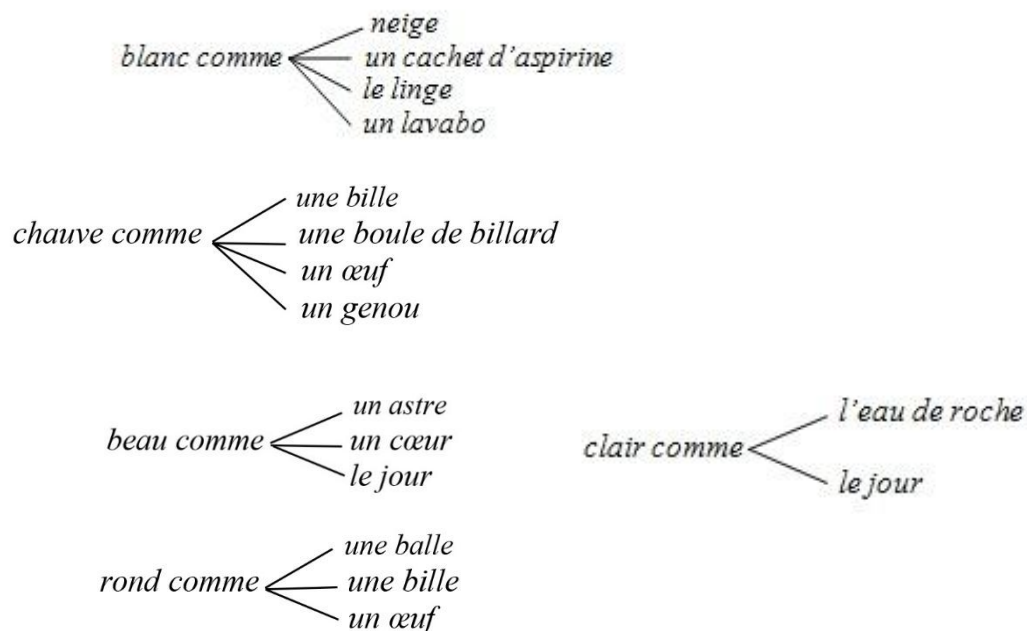 neige
blanc comme un cachet d'aspirine
le linge
un lavabo
une bille
chauve comme une boule de billard
un œuf
un genou
un astre
beau comme un cœur
le jour
l'eau de roche
clair comme
le jour
une balle
rond comme une bille
un œuf